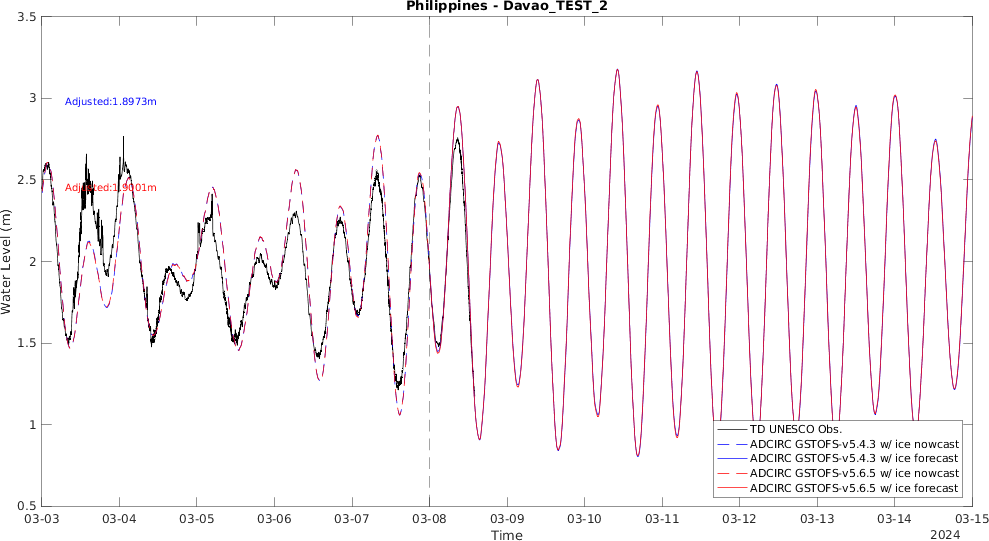 Philippines - Davao_TEST_2
3.5
3
2.5
2
1.5
1
0.5
Water Level (m)
Adjusted:1.8973m
Adjusted:1.9001m
TD UNESCO Obs.
ADCIRC GSTOFS-v5.4.3 w/ ice nowcast
ADCIRC GSTOFS-v5.4.3 w/ ice forecast
ADCIRC GSTOFS-v5.6.5 w/ ice nowcast
ADCIRC GSTOFS-v5.6.5 w/ ice forecast
03-03 03-04 03-05 03-06 03-07 03-08 03-09 03-10 03-11 03-12 03-13 03-14 03-15
Time
2024